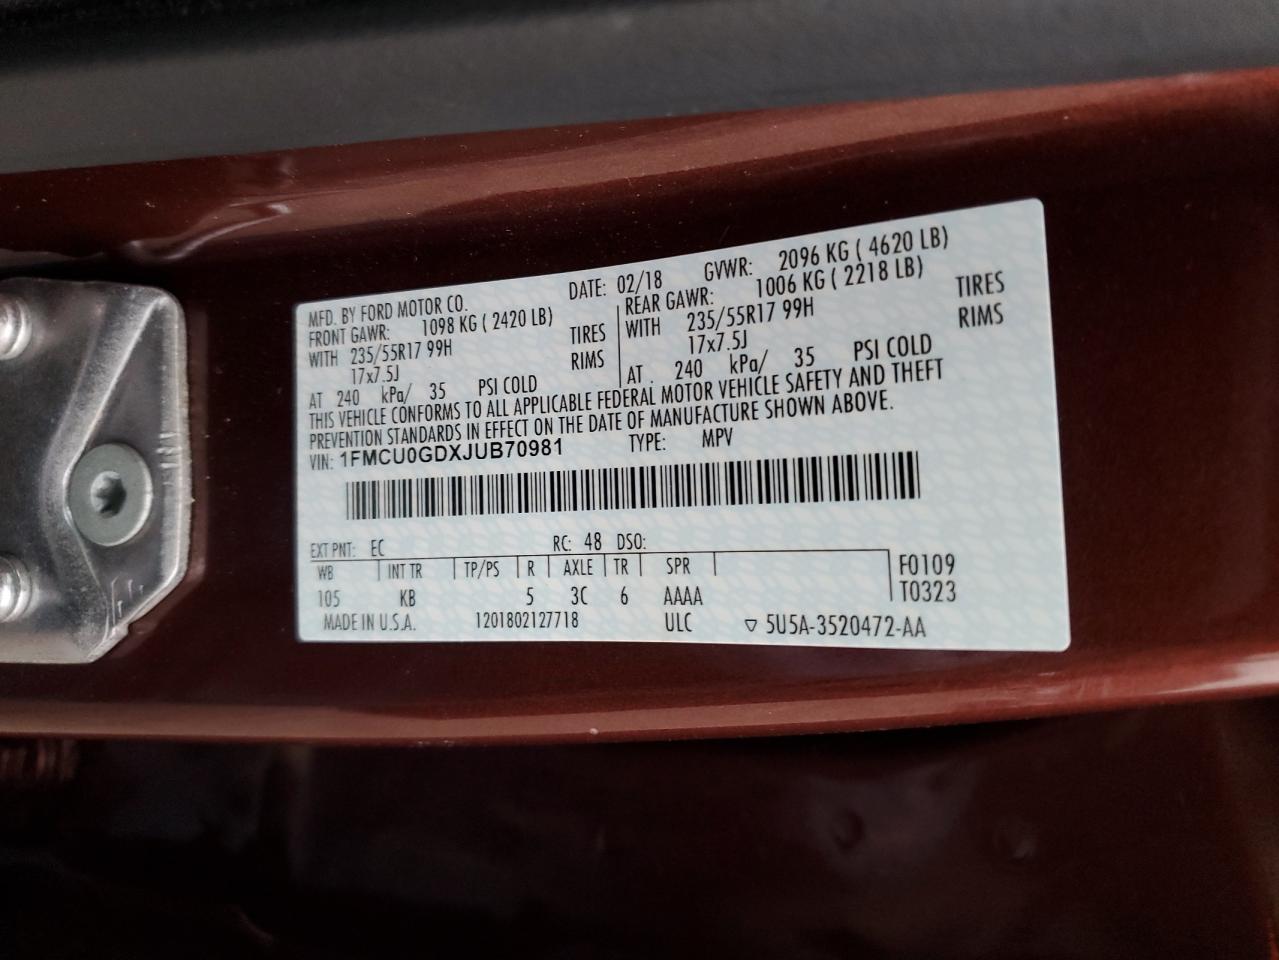 MFD. BY FORD MOTOR CO. DATE: 02/18 GVWR: 2096 KG ( 4620 LB)
FRONT GAWR: 1098 KG ( 2420 LB) REAR GAWR: 1006 KG ( 2218 LB)
WITH 235/55R17 99H TIRES WITH 235/55R17 99H TIRES
17x7.5J RIMS 17x7.5J RIMS
AT 240 kPa/ 35 PSI COLD AT 240 kPa/ 35 PSI COLD
THIS VEHICLE CONFORMS TO ALL APPLICABLE FEDERAL MOTOR VEHICLE SAFETY AND THEFT
PREVENTION STANDARDS IN EFFECT ON THE DATE OF MANUFACTURE SHOWN ABOVE.
VIN: 1FMCU0GDXJUB70981 TYPE: MPV
EXT PNT: EC RC: 48 DSO:
WB INT TR TP/PS R AXLE TR SPR F0109
105 KB 5 3C 6 AAAA T0323
MADE IN U.S.A. 1201802127718 ULC ▽ 5U5A-3520472-AA